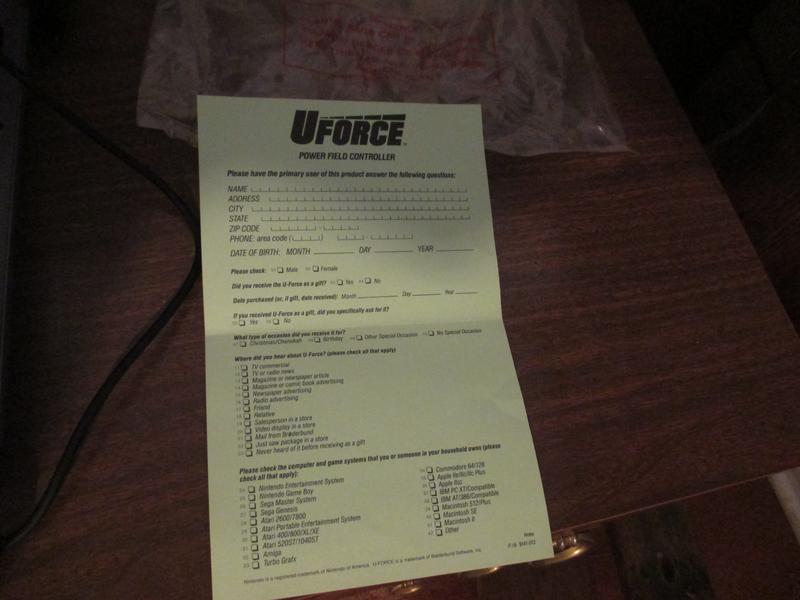 UFORCE
POWER FIELD CONTROLLER
Please have the primary user of this product answer the following questions:
NAME
ADDRESS
CITY
STATE
ZIP CODE
PHONE: area code ( )
DATE OF BIRTH: MONTH DAY YEAR
Please check: Male Female
Did you receive the U-Force as a gift? Yes No
Date purchased (or, if gift, date received): Month Day Year
If you received U-Force as a gift, did you specifically ask for it?
Yes No
What type of occasion did you receive it for?
Christmas/Chanukah Birthday Other Special Occasion No Special Occasion
Where did you hear about U-Force? (please check all that apply)
TV commercial
TV or radio news
Magazine or newspaper article
Magazine or comic book advertising
Newspaper advertising
Radio advertising
Friend
Relative
Salesperson in a store
Video display in a store
Mail from Brøderbund
Just saw package in a store
Never heard of it before receiving as a gift
Please check the computer and game systems that you or someone in your household owns (please
check all that apply):
Nintendo Entertainment System
Nintendo Game Boy
Sega Master System
Sega Genesis
Atari 2600/7800
Atari Portable Entertainment System
Atari 400/800/XL/XE
Atari 520ST/1040ST
Amiga
Turbo Grafx
Commodore 64/128
Apple IIe/IIc/IIc Plus
Apple IIGS
IBM PC XT/Compatible
IBM AT/386/Compatible
Macintosh 512/Plus
Macintosh SE
Macintosh II
Other
Nintendo is a registered trademark of Nintendo of America. U-FORCE is a trademark of Brøderbund Software, Inc.